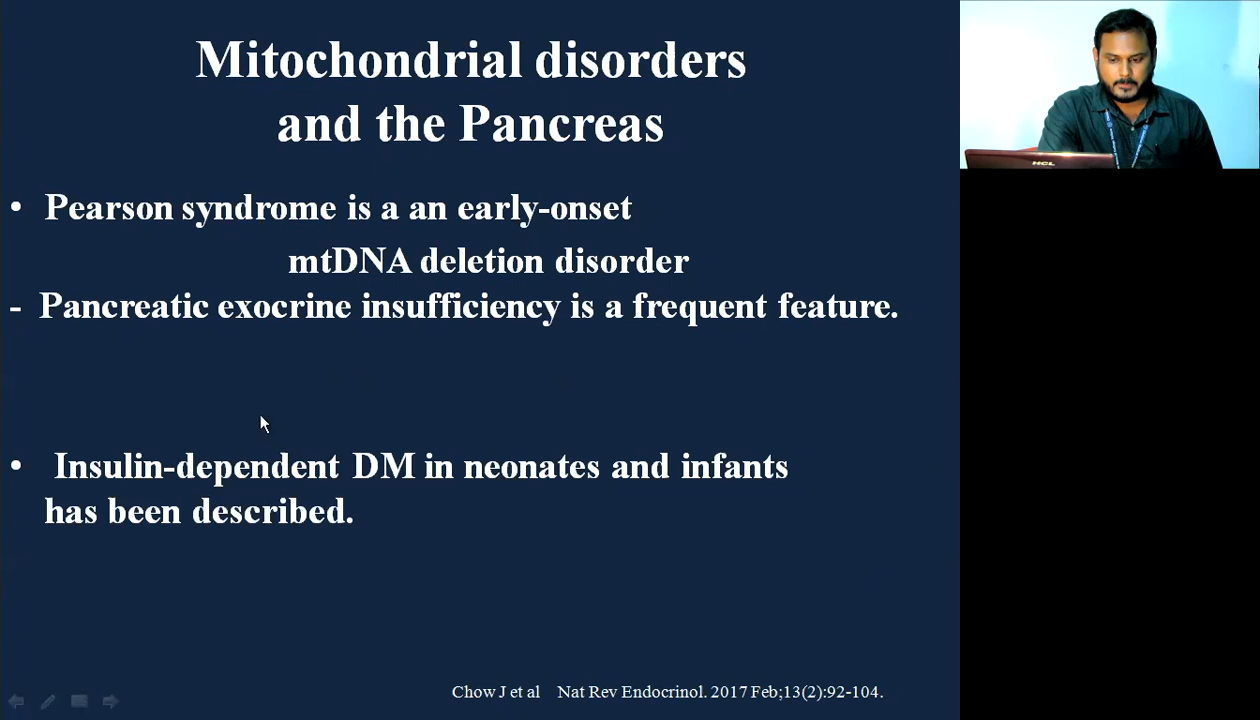 Mitochondrial disorders
and the Pancreas
• Pearson syndrome is a an early-onset
mtDNA deletion disorder
- Pancreatic exocrine insufficiency is a frequent feature.
• Insulin-dependent DM in neonates and infants
has been described.
Chow J et al Nat Rev Endocrinol. 2017 Feb;13(2):92-104.
HCL